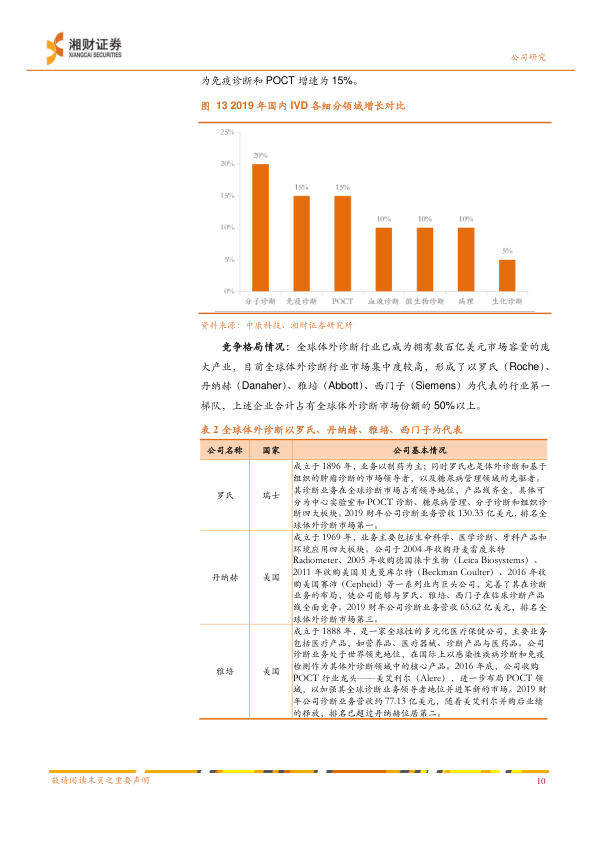 湘财证券
XIANGCAI SECURITIES
公司研究
为免疫诊断和 POCT 增速为 15%。
图 13 2019 年国内 IVD 各细分领域增长对比
25%
20%
15%
10%
5%
0%
20%
15%
15%
10%
10%
10%
5%
分子诊断 免疫诊断 POCT 血液诊断 微生物诊断 病理 生化诊断
资料来源：中康科技、湘财证券研究所
竞争格局情况：全球体外诊断行业已成为拥有数百亿美元市场容量的庞
大产业，目前全球体外诊断行业市场集中度较高，形成了以罗氏（Roche）、
丹纳赫（Danaher）、雅培（Abbott）、西门子（Siemens）为代表的行业第一
梯队，上述企业合计占有全球体外诊断市场份额的 50%以上。
表 2 全球体外诊断以罗氏、丹纳赫、雅培、西门子为代表
公司名称 国家 公司基本情况
罗氏 瑞士
成立于 1896 年，业务以制药为主；同时罗氏也是体外诊断和基于
组织的肿瘤诊断的市场领导者，以及糖尿病管理领域的先驱者。
其诊断业务在全球诊断市场占有领导地位，产品线齐全，具体可
分为中心实验室和 POCT 诊断、糖尿病管理、分子诊断和组织诊
断四大板块。2019 财年公司诊断业务营收 130.33 亿美元，排名全
球体外诊断市场第一。
丹纳赫 美国
成立于 1969 年，业务主要包括生命科学、医学诊断、牙科产品和
环境应用四大板块。公司于 2004 年收购丹麦雷度米特
Radiometer、2005 年收购德国徕卡生物（Leica Biosystems）、
2011 年收购美国贝克曼库尔特（Beckman Coulter）、2016 年收
购美国赛沛（Cepheid）等一系列业内巨头公司，完善了其在诊断
业务的布局，使公司能够与罗氏、雅培、西门子在临床诊断产品
线全面竞争。2019 财年公司诊断业务营收 65.62 亿美元，排名全
球体外诊断市场第三。
雅培 美国
成立于 1888 年，是一家全球性的多元化医疗保健公司，主要业务
包括医疗产品，如营养品、医疗器械、诊断产品与医药品。公司
诊断业务处于世界领先地位，在国际上以感染性疾病诊断和免疫
检测作为其体外诊断领域中的核心产品。2016 年底，公司收购
POCT 行业龙头——美艾利尔（Alere），进一步布局 POCT 领
域，以加强其全球诊断业务领导者地位并进军新的市场。2019 财
年公司诊断业务营收约 77.13 亿美元，随着美艾利尔并购后业绩
的释放，排名已超过丹纳赫位居第二。
敬请阅读末页之重要声明
10